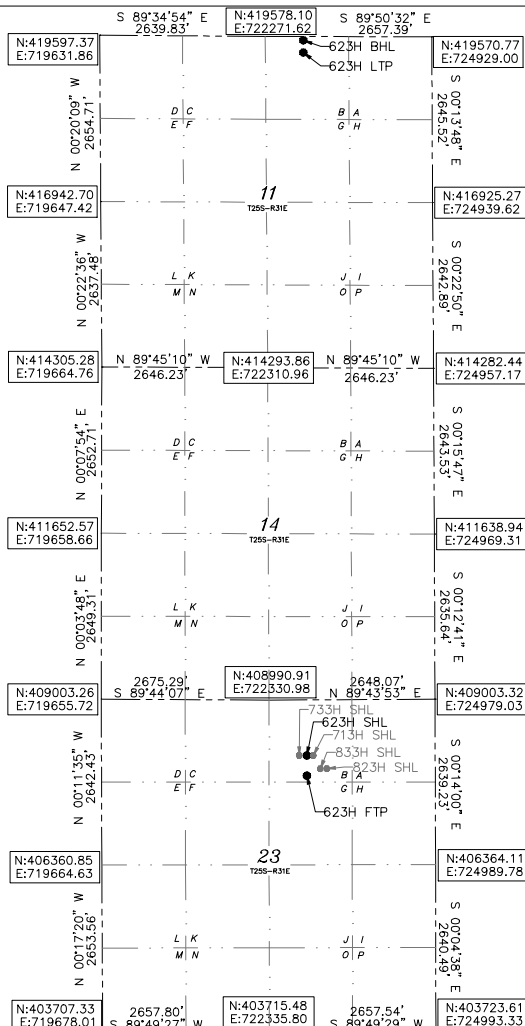 S 89°34'54" E
2639.83'
N:419578.10
E:722271.62
S 89°50'32" E
2657.39'
N:419597.37
E:719631.86
623H BHL
623H LTP
N:419570.77
E:724929.00
N 00°20'09" W
2654.71'
D C
E F
B A
G H
S 00°13'48" E
2645.52'
N:416942.70
E:719647.42
11
T25S-R31E
N:416925.27
E:724939.62
N 00°22'36" W
2637.48'
L K
M N
J I
O P
S 00°22'50" E
2642.89'
N:414305.28
E:719664.76
N 89°45'10" W
2646.23'
N:414293.86
E:722310.96
N 89°45'10" W
2646.23'
N:414282.44
E:724957.17
N 00°07'54" E
2652.71'
D C
E F
B A
G H
S 00°15'47" E
2643.53'
N:411652.57
E:719658.66
14
T25S-R31E
N:411638.94
E:724969.31
N 00°03'48" E
2649.31'
L K
M N
J I
O P
S 00°12'41" E
2635.64'
N:409003.26
E:719655.72
2675.29'
S 89°44'07" E
N:408990.91
E:722330.98
2648.07'
N 89°43'53" E
N:409003.32
E:724979.03
733H SHL
623H SHL
713H SHL
833H SHL
823H SHL
N 00°11'35" W
2642.43'
D C
E F
B A
G H
623H FTP
S 00°14'00" E
2639.23'
N:406360.85
E:719664.63
23
T25S-R31E
N:406364.11
E:724989.78
N 00°17'20" W
2653.56'
L K
M N
J I
O P
S 00°04'38" E
2640.49'
N:403707.33
E:719678.01
2657.80'
S 89°49'27" W
N:403715.48
E:722335.80
2657.54'
S 89°49'29" W
N:403723.61
E:724993.33